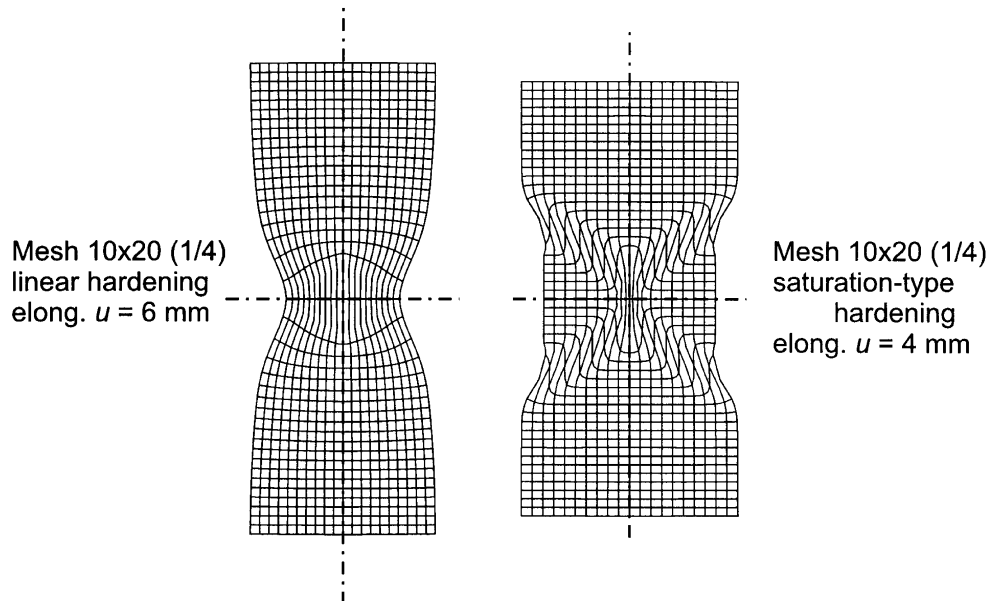 Mesh 10x20 (1/4)
linear hardening
elong. u = 6 mm
Mesh 10x20 (1/4)
saturation-type
hardening
elong. u = 4 mm